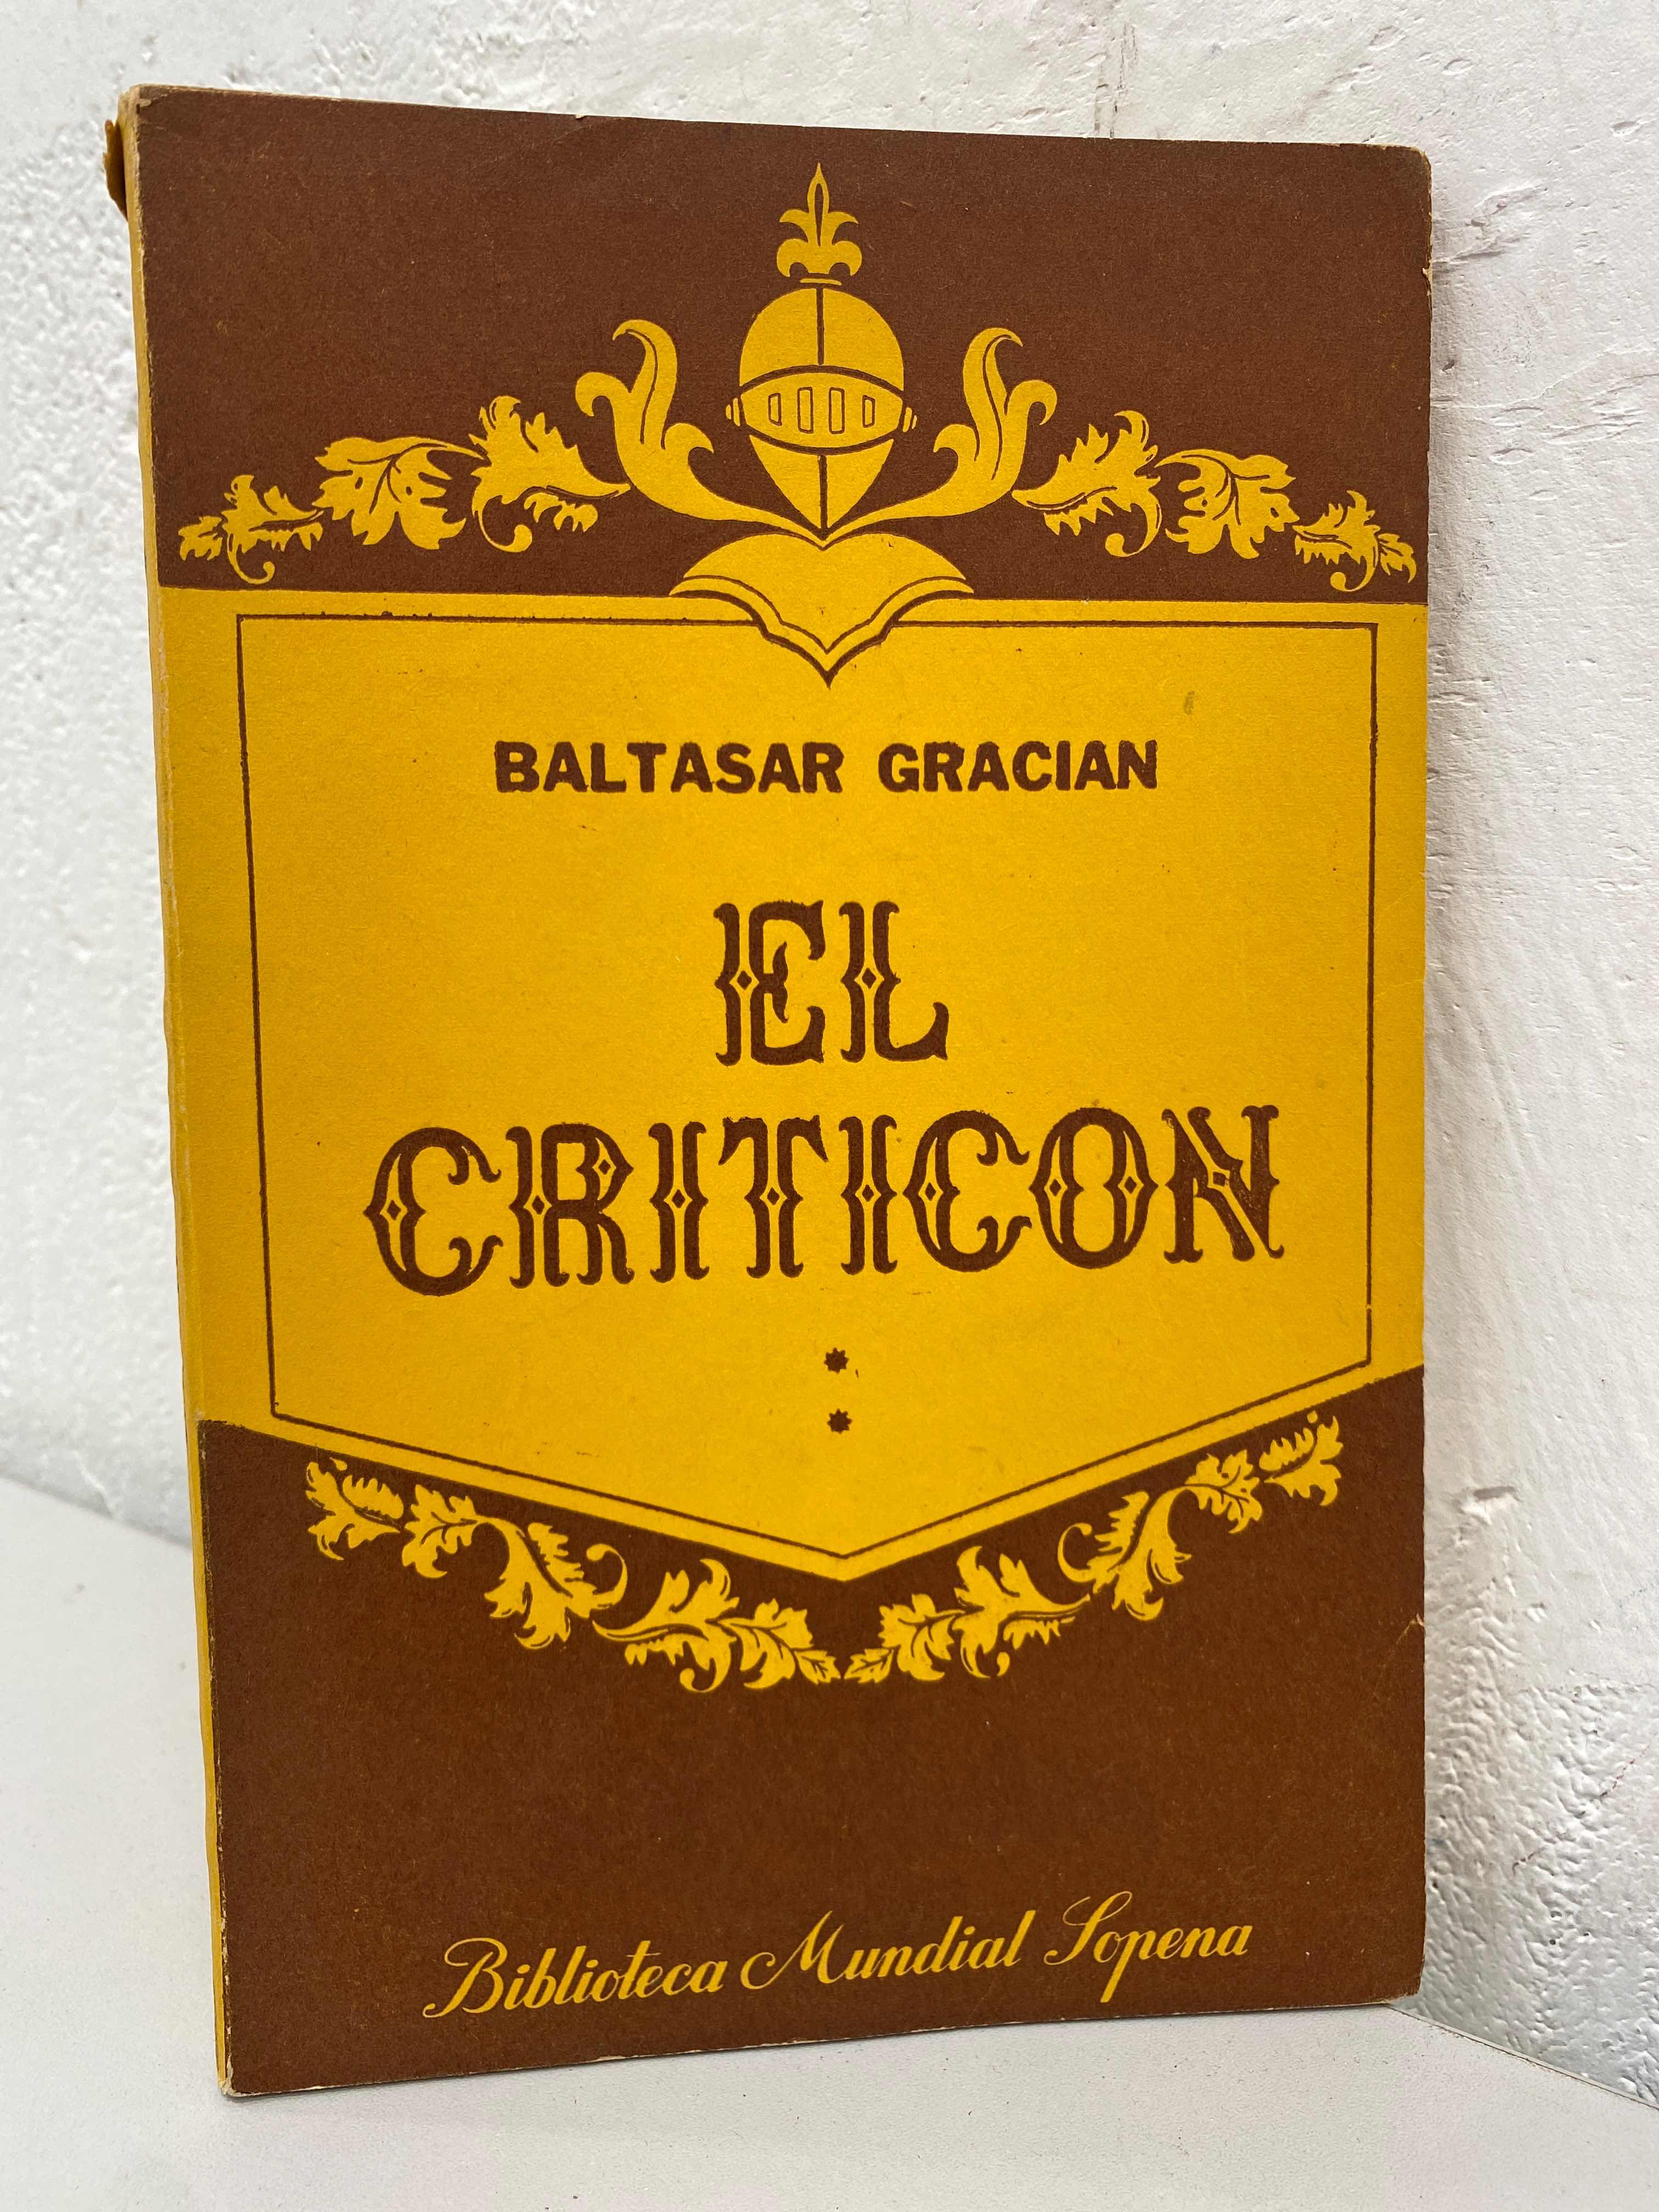 BALTASAR GRACIAN
EL
CRITICON
*
*
Biblioteca Mundial Sopena